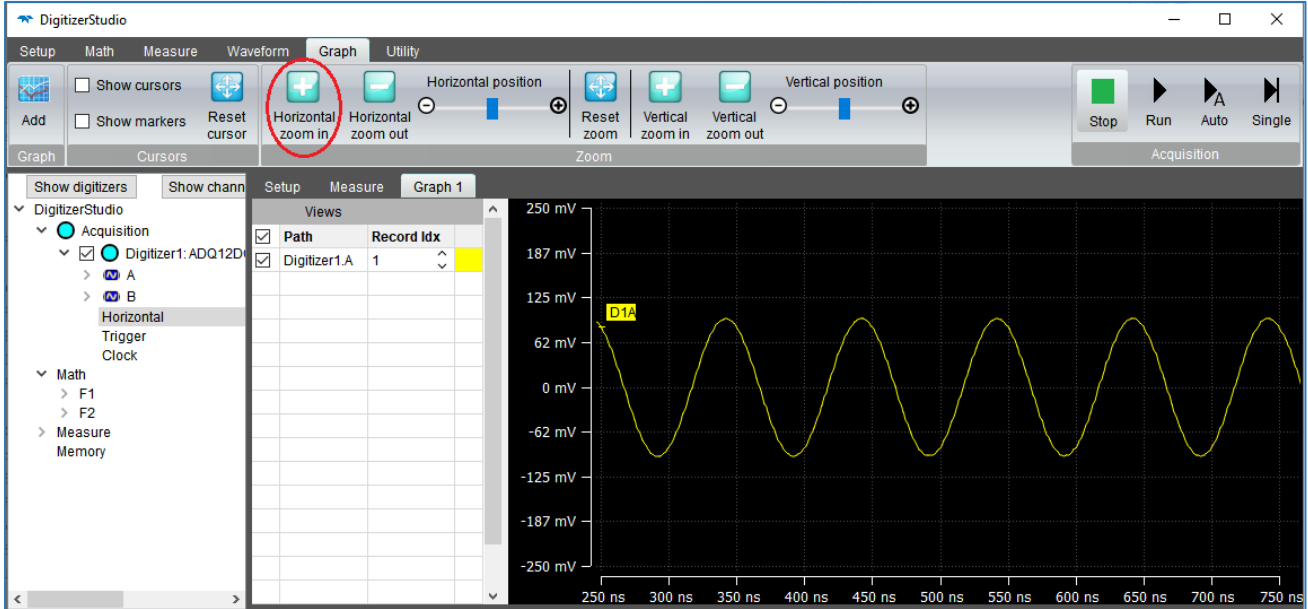 DigitizerStudio
Setup Math Measure Waveform Graph Utility
Add
Graph
Show cursors
Show markers
Reset cursor
Cursors
Horizontal zoom in
Horizontal zoom out
Horizontal position
Reset zoom
Vertical zoom in
Vertical zoom out
Vertical position
Zoom
Stop
Run
A
Auto
Single
Acquisition
Show digitizers Show chann
DigitizerStudio
Acquisition
Digitizer1: ADQ12D
A
B
Horizontal
Trigger
Clock
Math
F1
F2
Measure
Memory
Setup Measure Graph 1
Views
Path Record Idx
Digitizer1.A 1
250 mV
187 mV
125 mV
D1A
62 mV
0 mV
-62 mV
-125 mV
-187 mV
-250 mV
250 ns 300 ns 350 ns 400 ns 450 ns 500 ns 550 ns 600 ns 650 ns 700 ns 750 ns